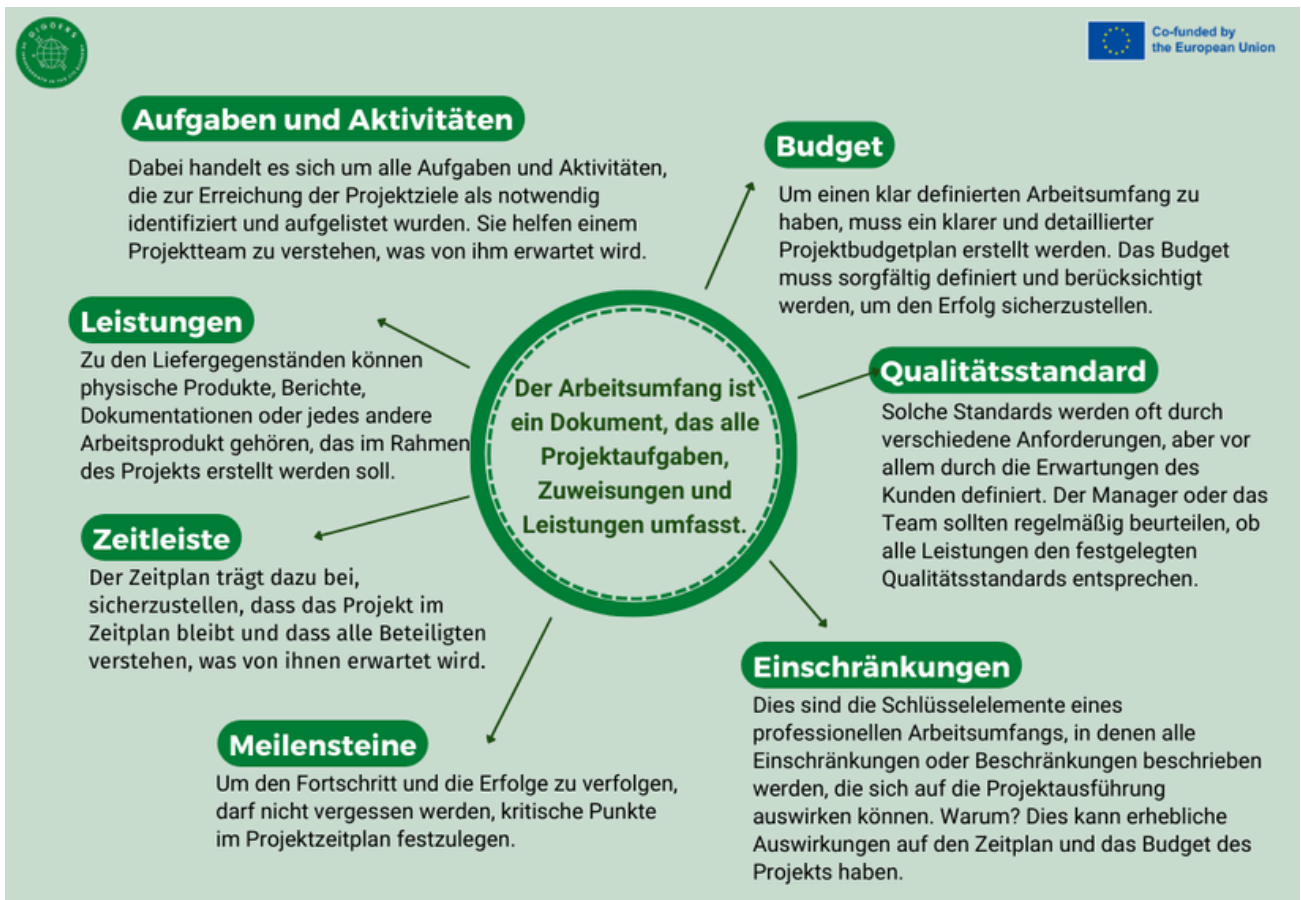 GIGGERS
Co-funded by
the European Union
Aufgaben und Aktivitäten
Dabei handelt es sich um alle Aufgaben und Aktivitäten,
die zur Erreichung der Projektziele als notwendig
identifiziert und aufgelistet wurden. Sie helfen einem
Projektteam zu verstehen, was von ihm erwartet wird.
Budget
Um einen klar definierten Arbeitsumfang zu
haben, muss ein klarer und detaillierter
Projektbudgetplan erstellt werden. Das Budget
muss sorgfältig definiert und berücksichtigt
werden, um den Erfolg sicherzustellen.
Leistungen
Zu den Liefergegenständen können
physische Produkte, Berichte,
Dokumentationen oder jedes andere
Arbeitsprodukt gehören, das im Rahmen
des Projekts erstellt werden soll.
Der Arbeitsumfang ist
ein Dokument, das alle
Projektaufgaben,
Zuweisungen und
Leistungen umfasst.
Qualitätsstandard
Solche Standards werden oft durch
verschiedene Anforderungen, aber vor
allem durch die Erwartungen des
Kunden definiert. Der Manager oder das
Team sollten regelmäßig beurteilen, ob
alle Leistungen den festgelegten
Qualitätsstandards entsprechen.
Zeitleiste
Der Zeitplan trägt dazu bei,
sicherzustellen, dass das Projekt im
Zeitplan bleibt und dass alle Beteiligten
verstehen, was von ihnen erwartet wird.
Einschränkungen
Dies sind die Schlüsselelemente eines
professionellen Arbeitsumfangs, in denen alle
Einschränkungen oder Beschränkungen beschrieben
werden, die sich auf die Projektausführung
auswirken können. Warum? Dies kann erhebliche
Auswirkungen auf den Zeitplan und das Budget des
Projekts haben.
Meilensteine
Um den Fortschritt und die Erfolge zu verfolgen,
darf nicht vergessen werden, kritische Punkte
im Projektzeitplan festzulegen.